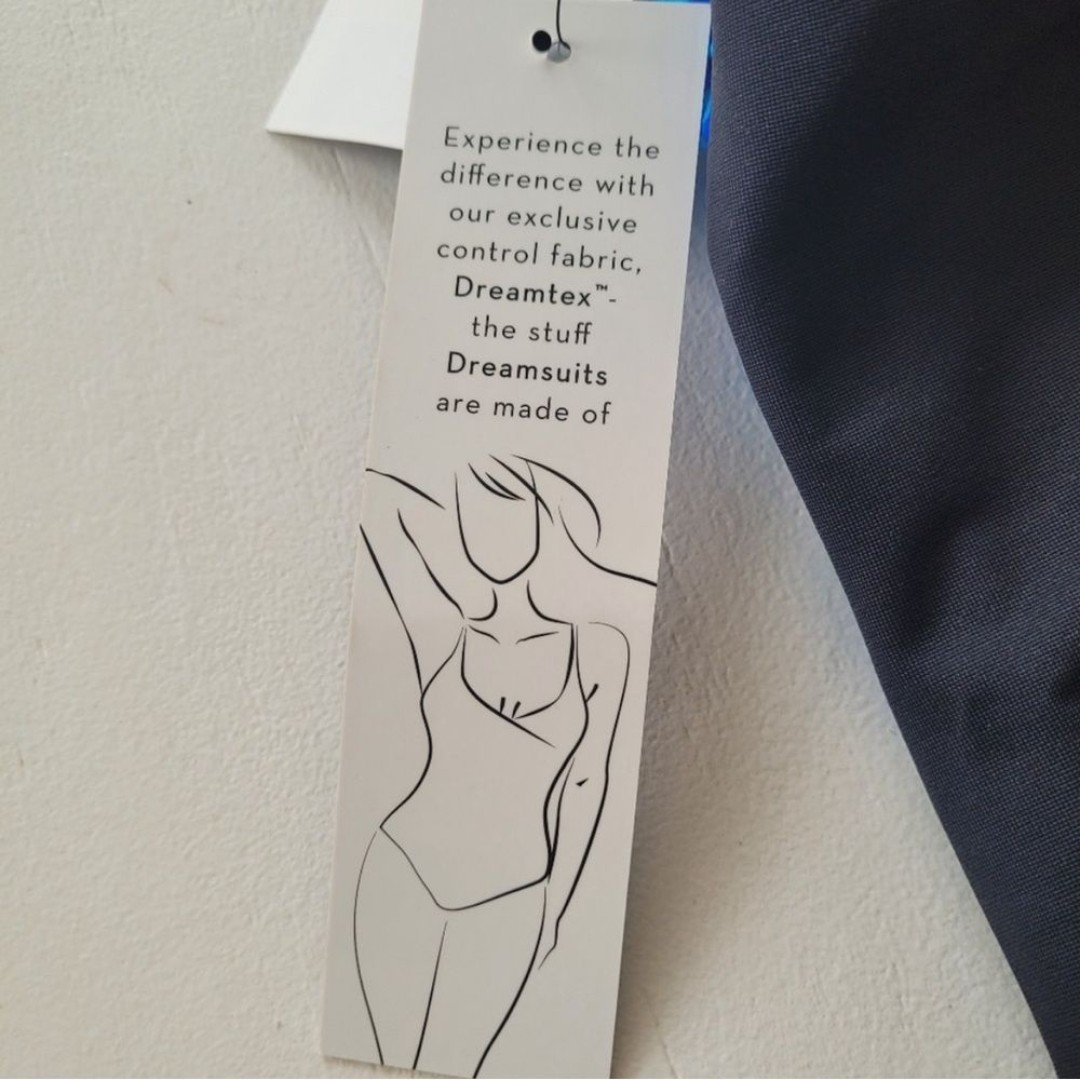 Experience the
difference with
our exclusive
control fabric,
Dreamtex™-
the stuff
Dreamsuits
are made of